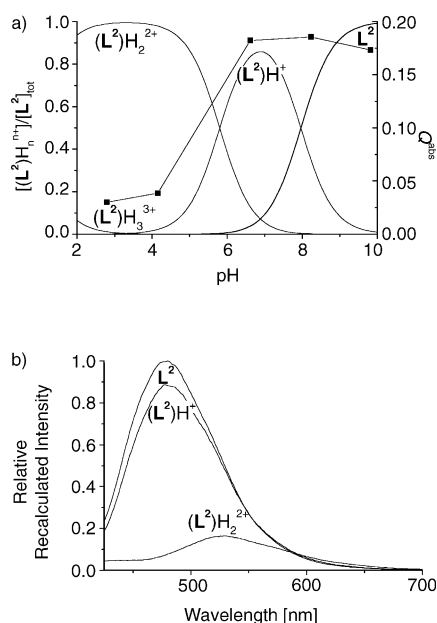 a)
1.0
0.8
0.6
0.4
0.2
0.0
[(L²)Hₙⁿ⁺]/[L²]tot
(L²)H₂²⁺
(L²)H⁺
L²
(L²)H₃³⁺
0.20
0.15
0.10
0.05
0.00
Qᵃᵇˢ
2 4 6 8 10
pH
b)
1.0
0.8
0.6
0.4
0.2
0.0
Relative
Recalculated Intensity
L²
(L²)H⁺
(L²)H₂²⁺
500 600 700
Wavelength [nm]